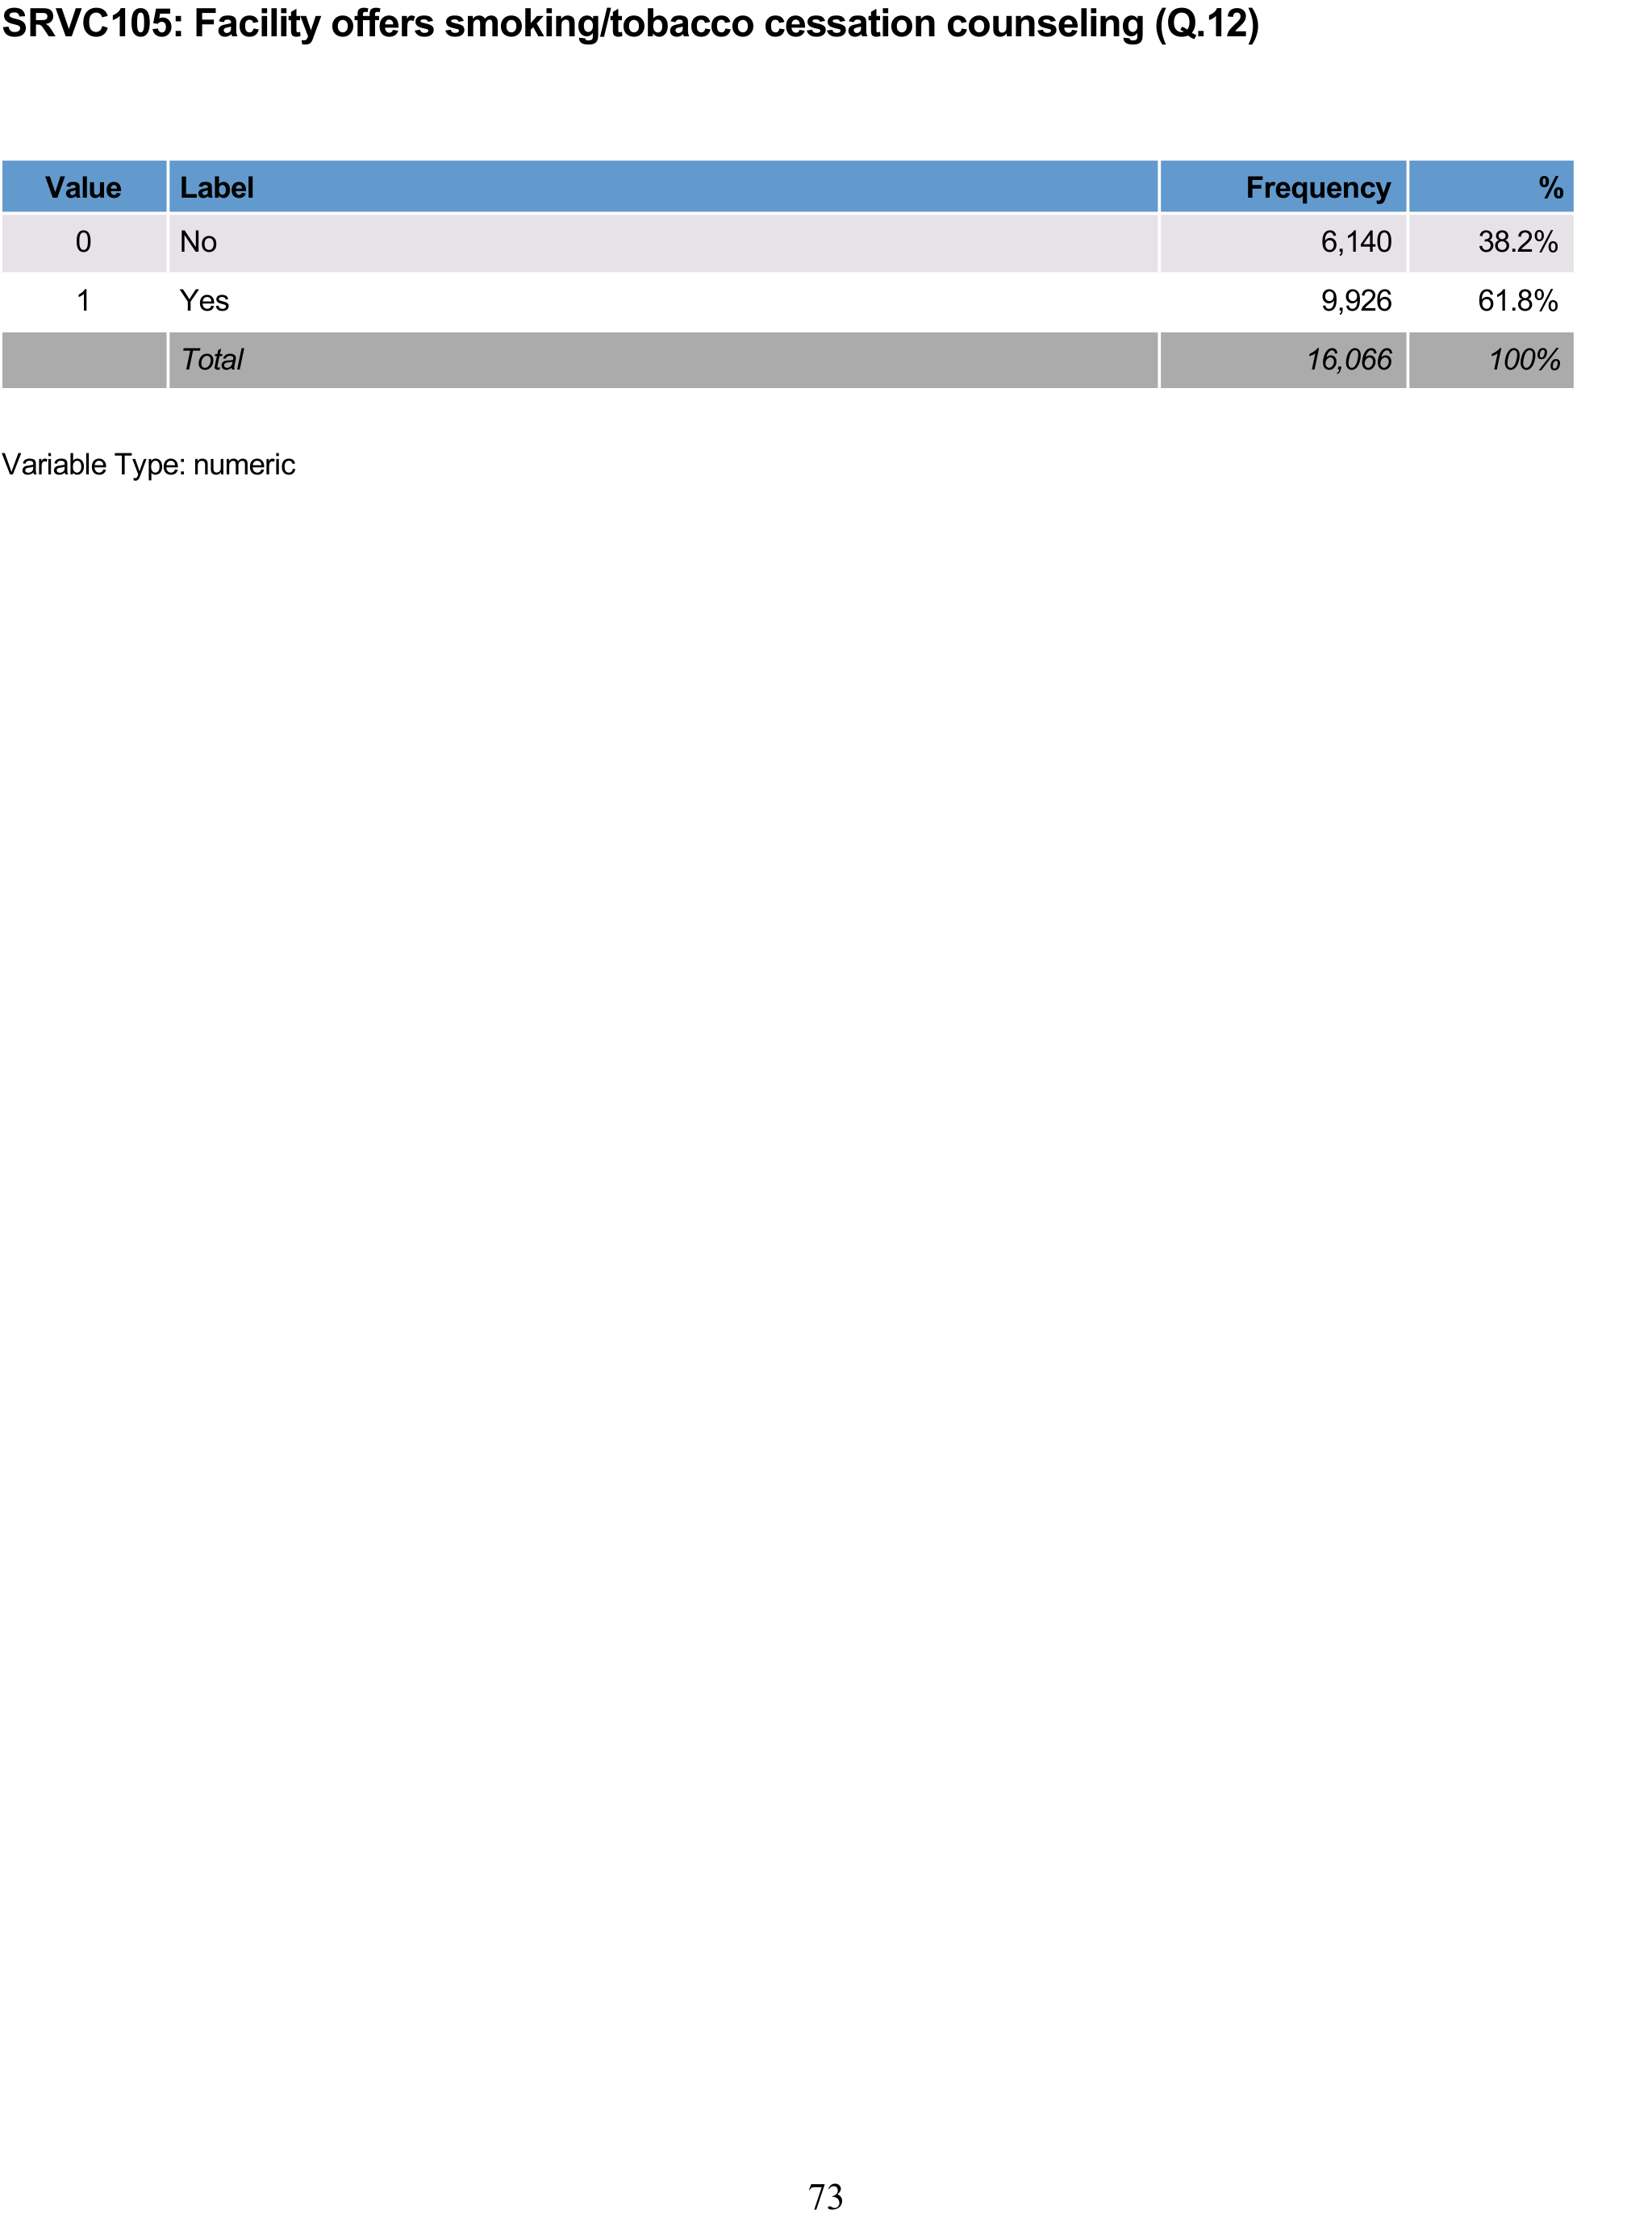 SRVC105: Facility offers smoking/tobacco cessation counseling (Q.12)
Value Label Frequency %
0 No 6,140 38.2%
1 Yes 9,926 61.8%
Total 16,066 100%
Variable Type: numeric
73